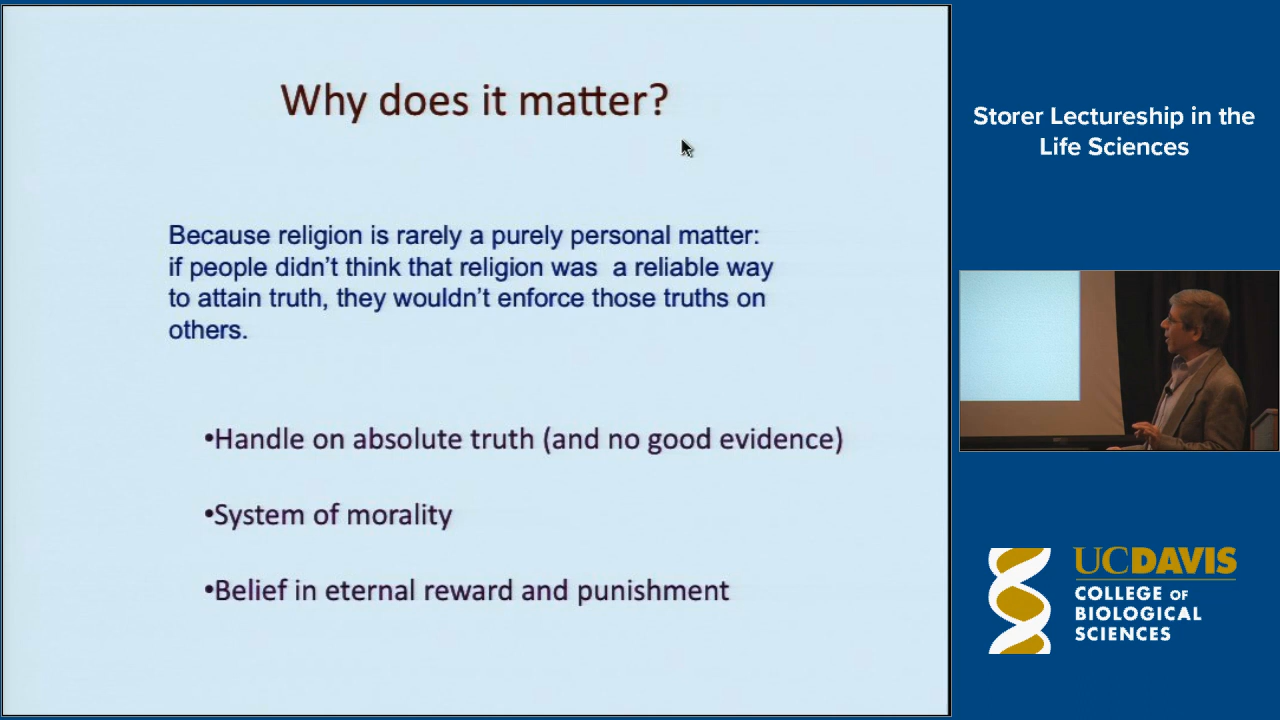 Why does it matter?
Because religion is rarely a purely personal matter:
if people didn’t think that religion was  a reliable way
to attain truth, they wouldn’t enforce those truths on
others.
•Handle on absolute truth (and no good evidence)
•System of morality
•Belief in eternal reward and punishment
Storer Lectureship in the
Life Sciences
UCDAVIS
COLLEGE OF
BIOLOGICAL
SCIENCES